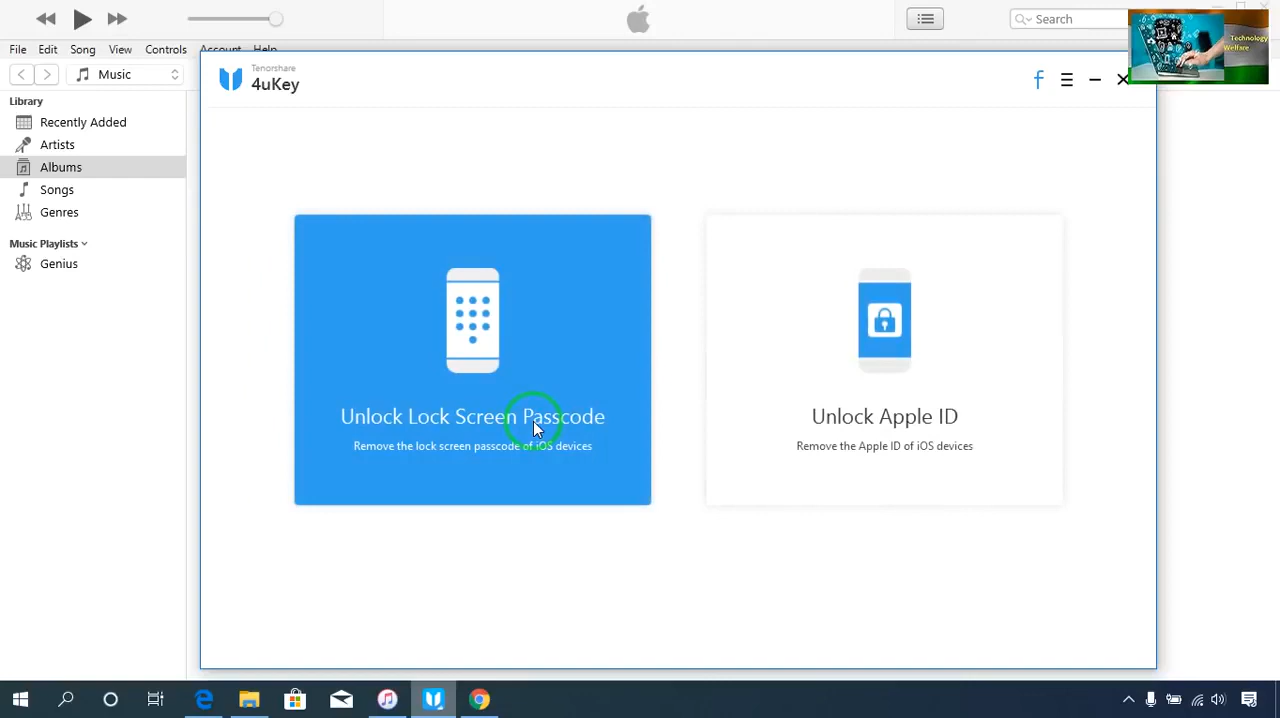 Search
Technology
Welfare
File Edit Song View Controls Account Help
Music
Tenorshare
4uKey
f
Library
Recently Added
Artists
Albums
Songs
Genres
Music Playlists
Genius
Unlock Lock Screen Passcode
Remove the lock screen passcode of iOS devices
Unlock Apple ID
Remove the Apple ID of iOS devices